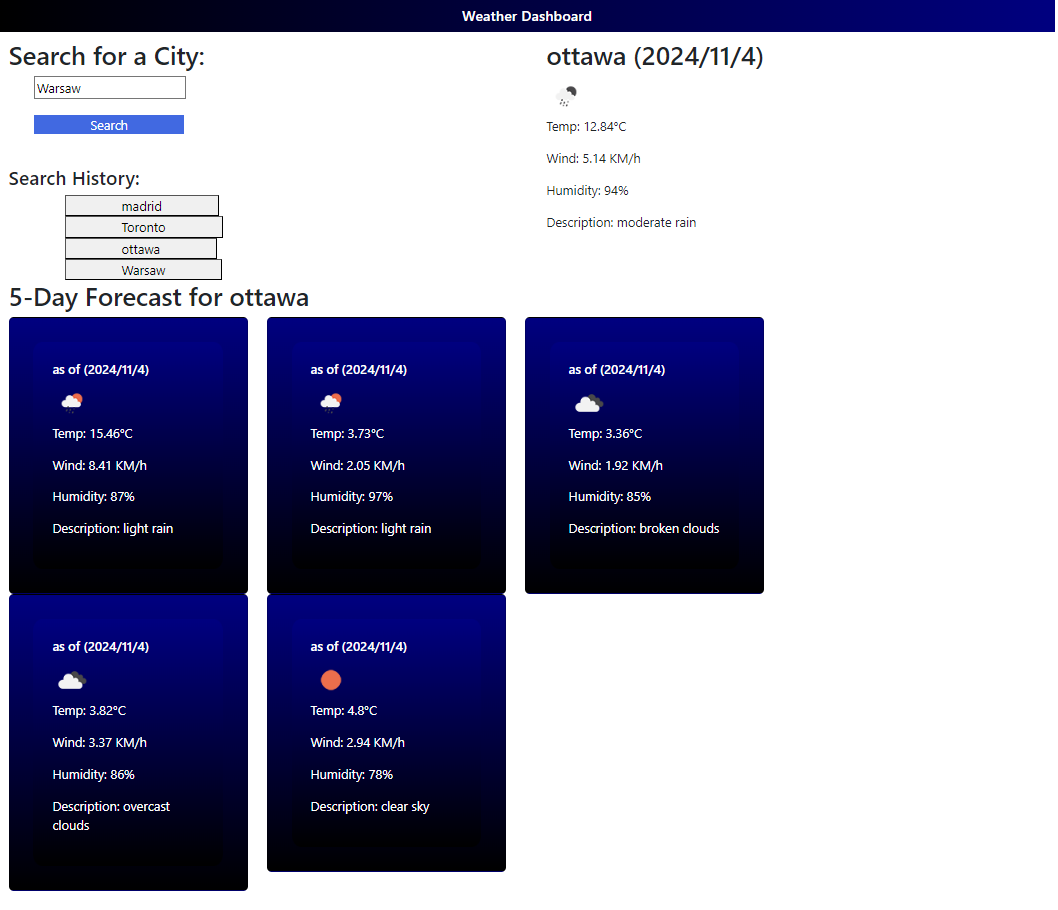 Weather Dashboard
Search for a City:
Warsaw
Search
Search History:
madrid
Toronto
ottawa
Warsaw
ottawa (2024/11/4)
Temp: 12.84°C
Wind: 5.14 KM/h
Humidity: 94%
Description: moderate rain
5-Day Forecast for ottawa
as of (2024/11/4)
Temp: 15.46°C
Wind: 8.41 KM/h
Humidity: 87%
Description: light rain
as of (2024/11/4)
Temp: 3.73°C
Wind: 2.05 KM/h
Humidity: 97%
Description: light rain
as of (2024/11/4)
Temp: 3.36°C
Wind: 1.92 KM/h
Humidity: 85%
Description: broken clouds
as of (2024/11/4)
Temp: 3.82°C
Wind: 3.37 KM/h
Humidity: 86%
Description: overcast
clouds
as of (2024/11/4)
Temp: 4.8°C
Wind: 2.94 KM/h
Humidity: 78%
Description: clear sky